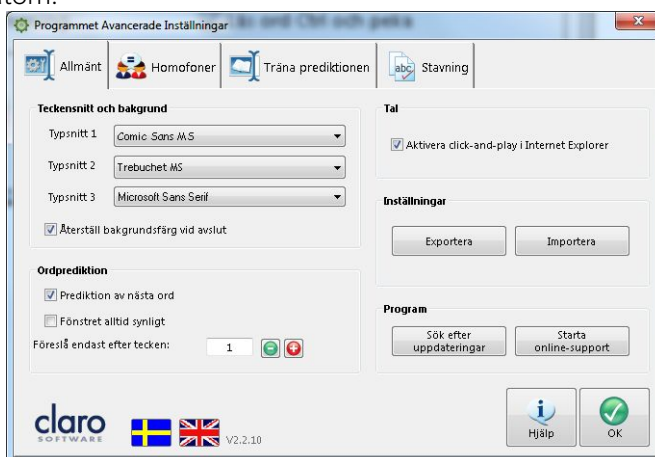 Programmet Avancerade Inställningar
Allmänt
Homofoner
Träna prediktionen
abc
Stavning
Teckensnitt och bakgrund
Typsnitt 1 Comic Sans MS
Typsnitt 2 Trebuchet MS
Typsnitt 3 Microsoft Sans Serif
Återställ bakgrundsfärg vid avslut
Ordprediktion
Prediktion av nästa ord
Fönstret alltid synligt
Föreslå endast efter tecken: 1
Tal
Aktivera click-and-play i Internet Explorer
Inställningar
Exportera Importera
Program
Sök efter
uppdateringar
Starta
online-support
claro
SOFTWARE
V2.2.10
Hjälp
OK